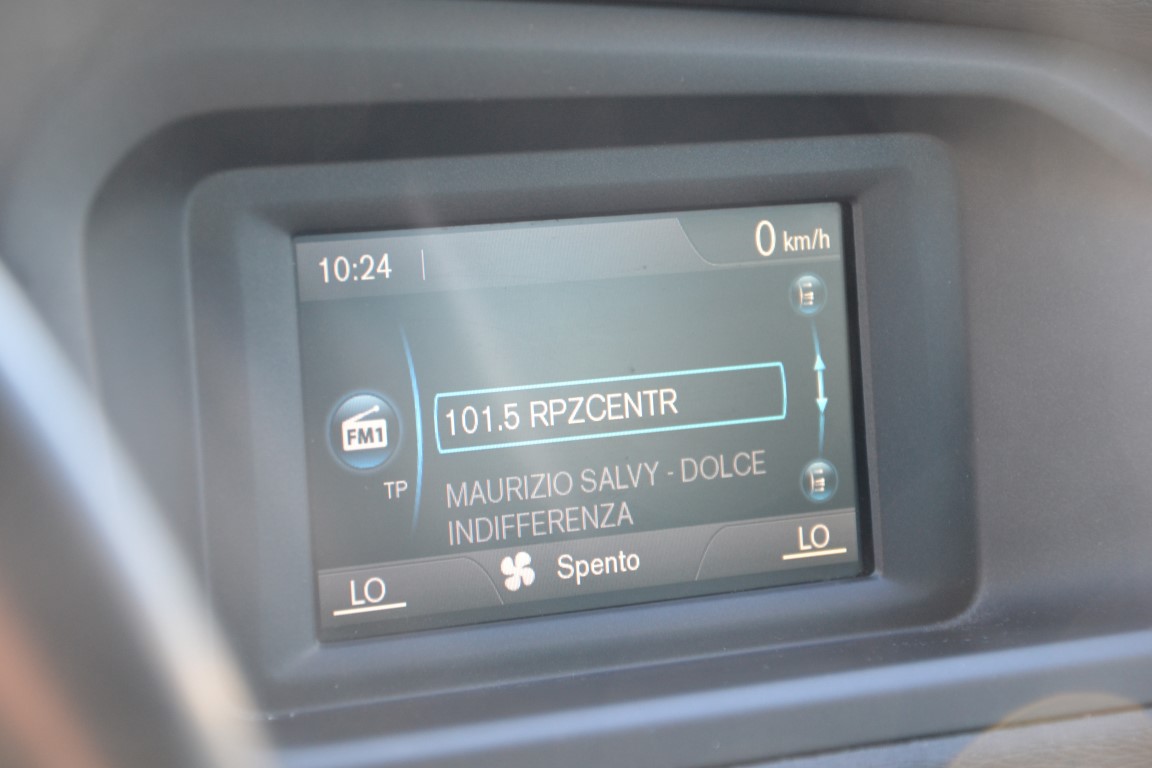 10:24
0 km/h
101.5 RPZCENTR
FM1
TP
MAURIZIO SALVY - DOLCE
INDIFFERENZA
LO
Spento
LO